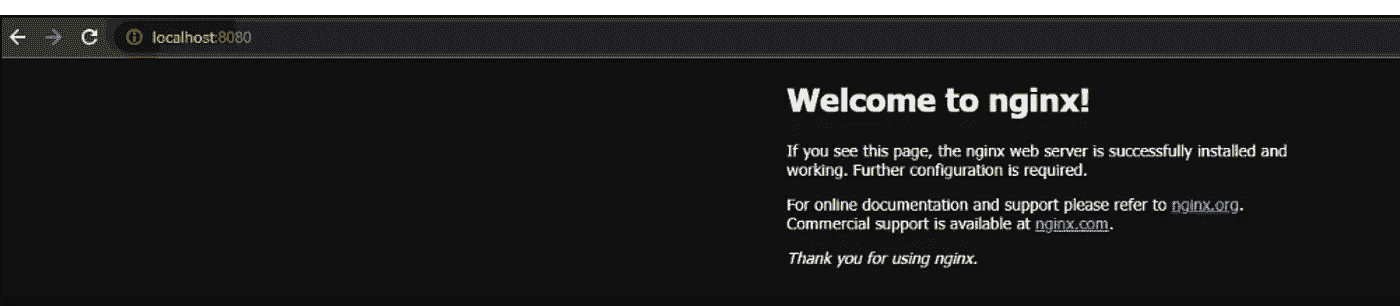 localhost:8080
Welcome to nginx!
If you see this page, the nginx web server is successfully installed and
working. Further configuration is required.
For online documentation and support please refer to nginx.org.
Commercial support is available at nginx.com.
Thank you for using nginx.